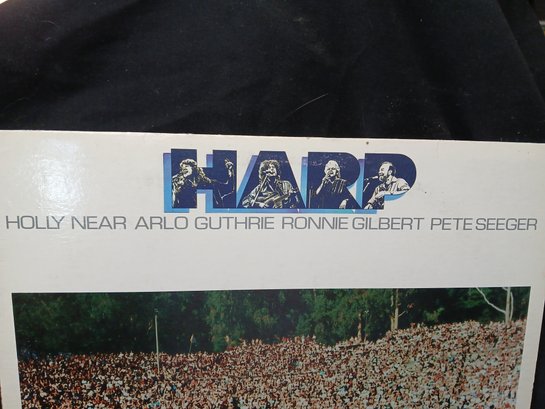 HARP
HOLLY NEAR ARLO GUTHRIE RONNIE GILBERT PETE SEEGER